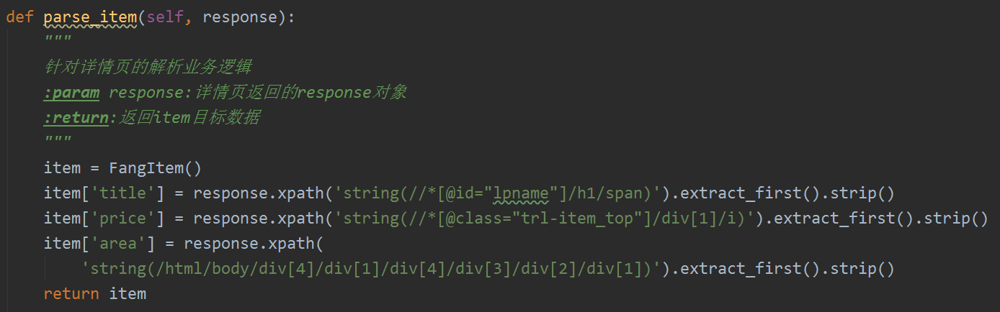 def parse_item(self, response):
"""
针对详情页的解析业务逻辑
:param response:详情页返回的response对象
:return:返回item目标数据
"""
item = FangItem()
item['title'] = response.xpath('string(//*[@id="lpname"]/h1/span)').extract_first().strip()
item['price'] = response.xpath('string(//*[@class="trl-item_top"]/div[1]/i)').extract_first().strip()
item['area'] = response.xpath(
'string(/html/body/div[4]/div[1]/div[4]/div[3]/div[2]/div[1])').extract_first().strip()
return item